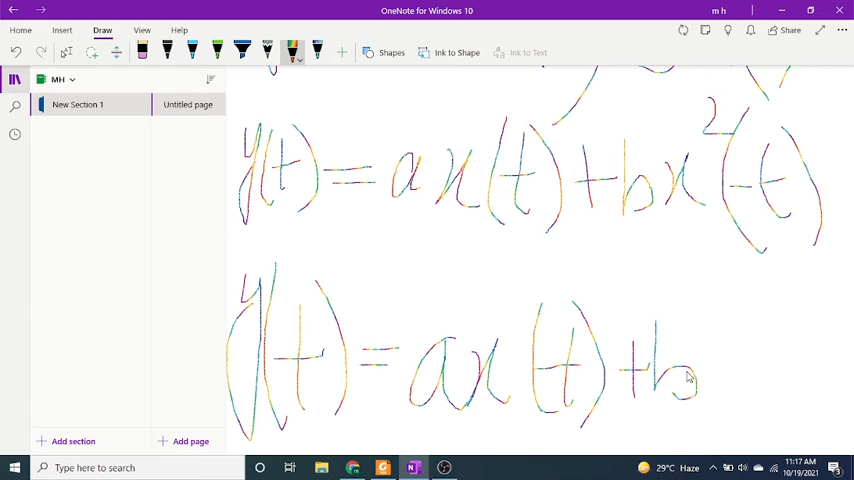 OneNote for Windows 10
m h
Home Insert Draw View Help
Share
Shapes Ink to Shape Ink to Text
MH
New Section 1 Untitled page
y(t) = ax(t) + bx²(t)
y(t) = ax(t) + b
Add section Add page
Type here to search
29°C Haze
11:17 AM
10/19/2021
3